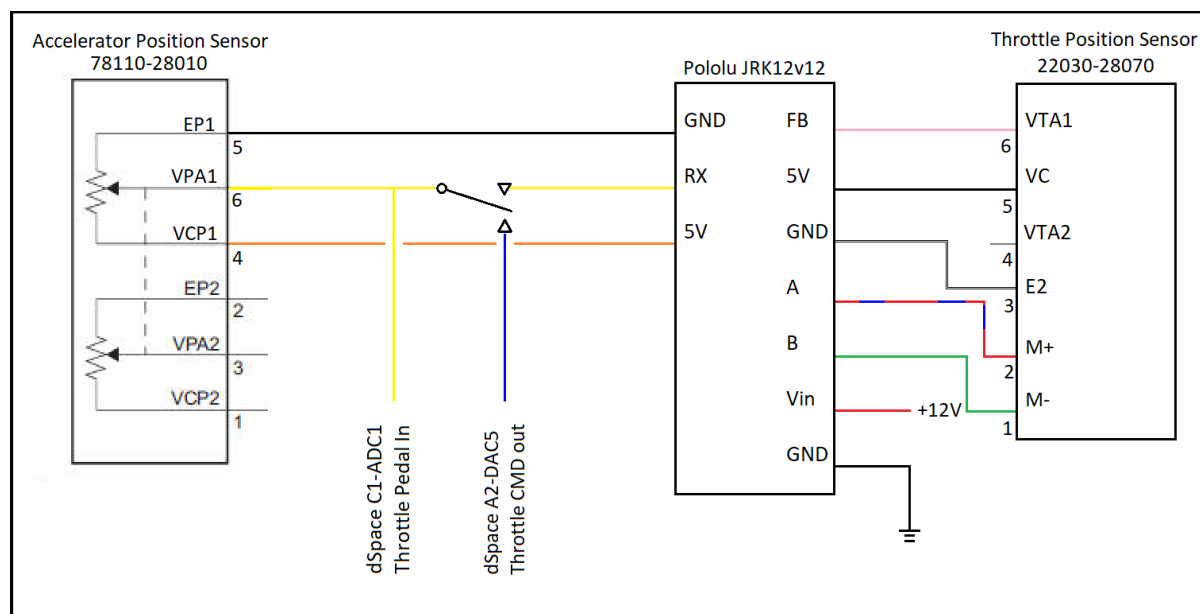 Accelerator Position Sensor
78110-28010
EP1
5
VPA1
6
VCP1
4
EP2
2
VPA2
3
VCP2
1
dSpace C1-ADC1
Throttle Pedal In
dSpace A2-DAC5
Throttle CMD out
Pololu JRK12v12
GND
RX
5V
FB
5V
GND
A
B
Vin
+12V
GND
Throttle Position Sensor
22030-28070
VTA1
6
VC
5
VTA2
4
E2
3
M+
2
M-
1